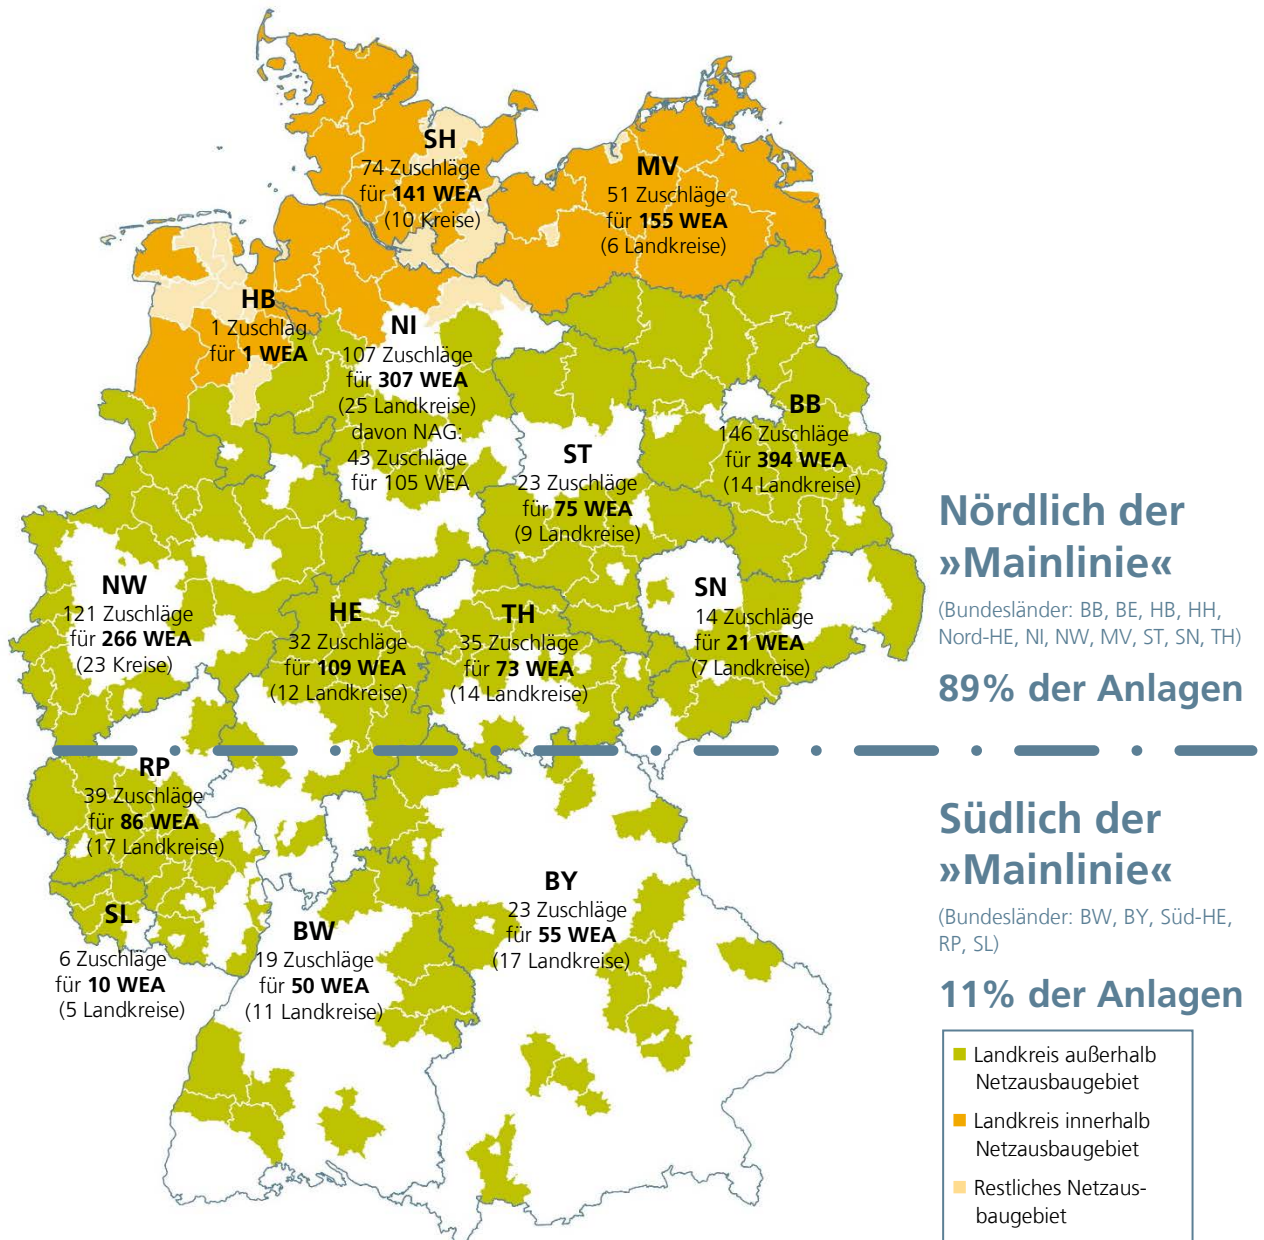 SH
74 Zuschläge
für 141 WEA
(10 Kreise)
MV
51 Zuschläge
für 155 WEA
(6 Landkreise)
HB
1 Zuschlag
für 1 WEA
NI
107 Zuschläge
für 307 WEA
(25 Landkreise)
davon NAG:
43 Zuschläge
für 105 WEA
BB
146 Zuschläge
für 394 WEA
(14 Landkreise)
ST
23 Zuschläge
für 75 WEA
(9 Landkreise)
NW
121 Zuschläge
für 266 WEA
(23 Kreise)
HE
32 Zuschläge
für 109 WEA
(12 Landkreise)
TH
35 Zuschläge
für 73 WEA
(14 Landkreise)
SN
14 Zuschläge
für 21 WEA
(7 Landkreise)
Nördlich der
»Mainlinie«
(Bundesländer: BB, BE, HB, HH,
Nord-HE, NI, NW, MV, ST, SN, TH)
89% der Anlagen
RP
39 Zuschläge
für 86 WEA
(17 Landkreise)
SL
6 Zuschläge
für 10 WEA
(5 Landkreise)
BW
19 Zuschläge
für 50 WEA
(11 Landkreise)
BY
23 Zuschläge
für 55 WEA
(17 Landkreise)
Südlich der
»Mainlinie«
(Bundesländer: BW, BY, Süd-HE,
RP, SL)
11% der Anlagen
Landkreis außerhalb
Netzausbaugebiet
Landkreis innerhalb
Netzausbaugebiet
Restliches Netzaus-
baugebiet